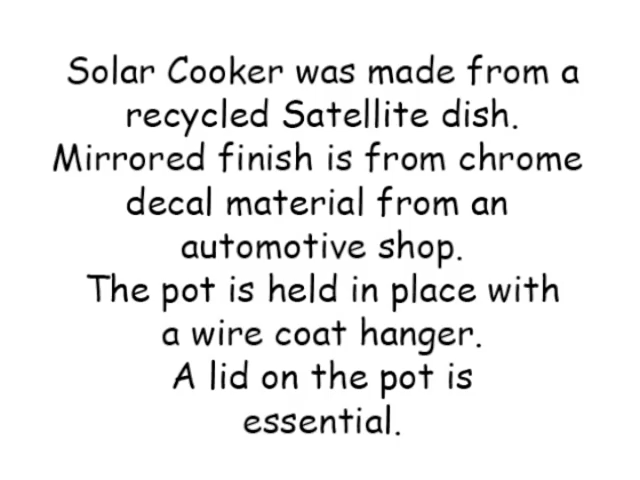 Solar Cooker was made from a
recycled Satellite dish.
Mirrored finish is from chrome
decal material from an
automotive shop.
The pot is held in place with
a wire coat hanger.
A lid on the pot is
essential.